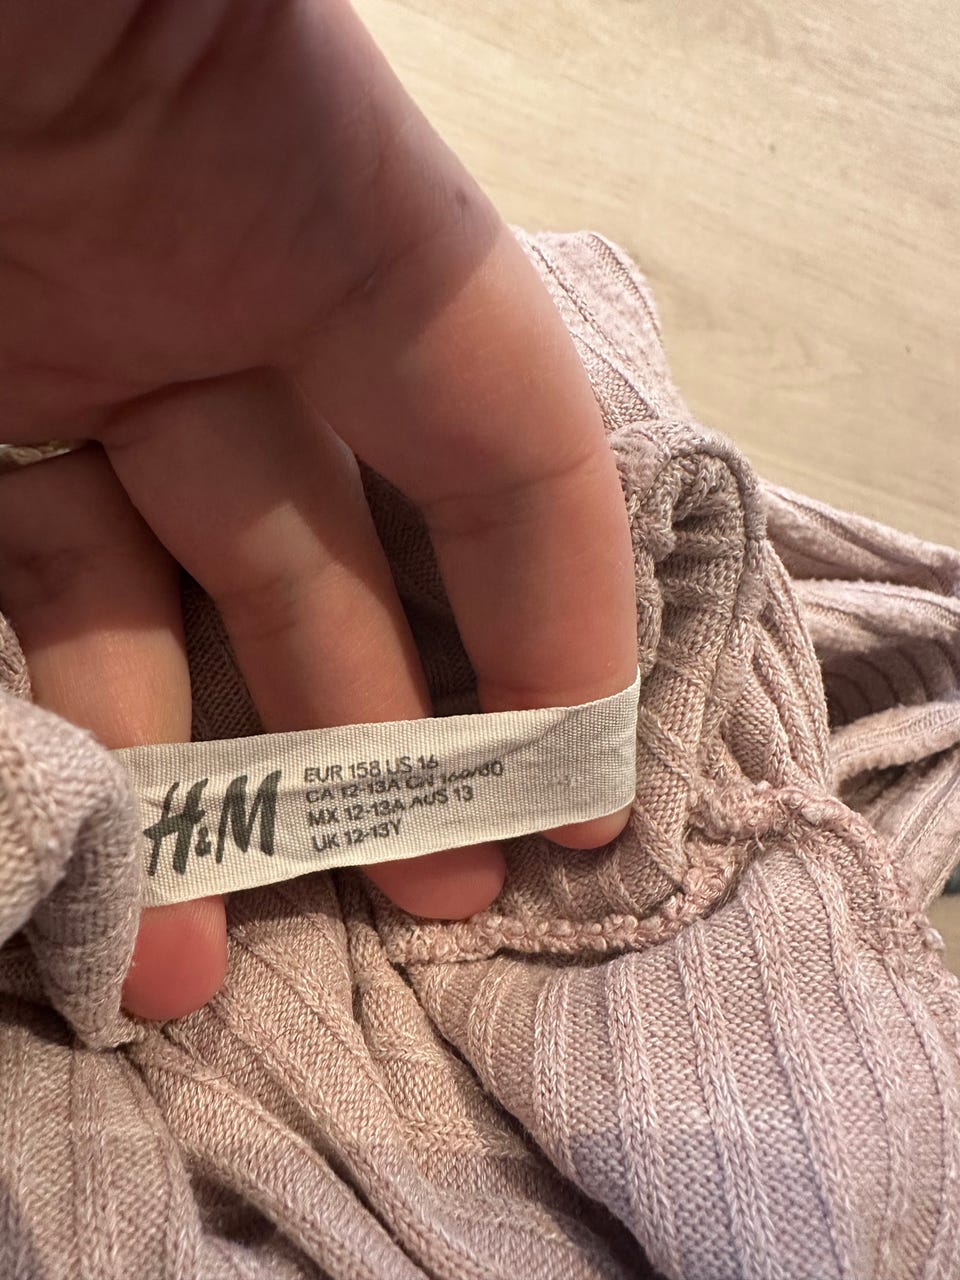 H&M
EUR 158 US 16
CA 12-13A CN 160/80
MX 12-13A AUS 13
UK 12-13Y